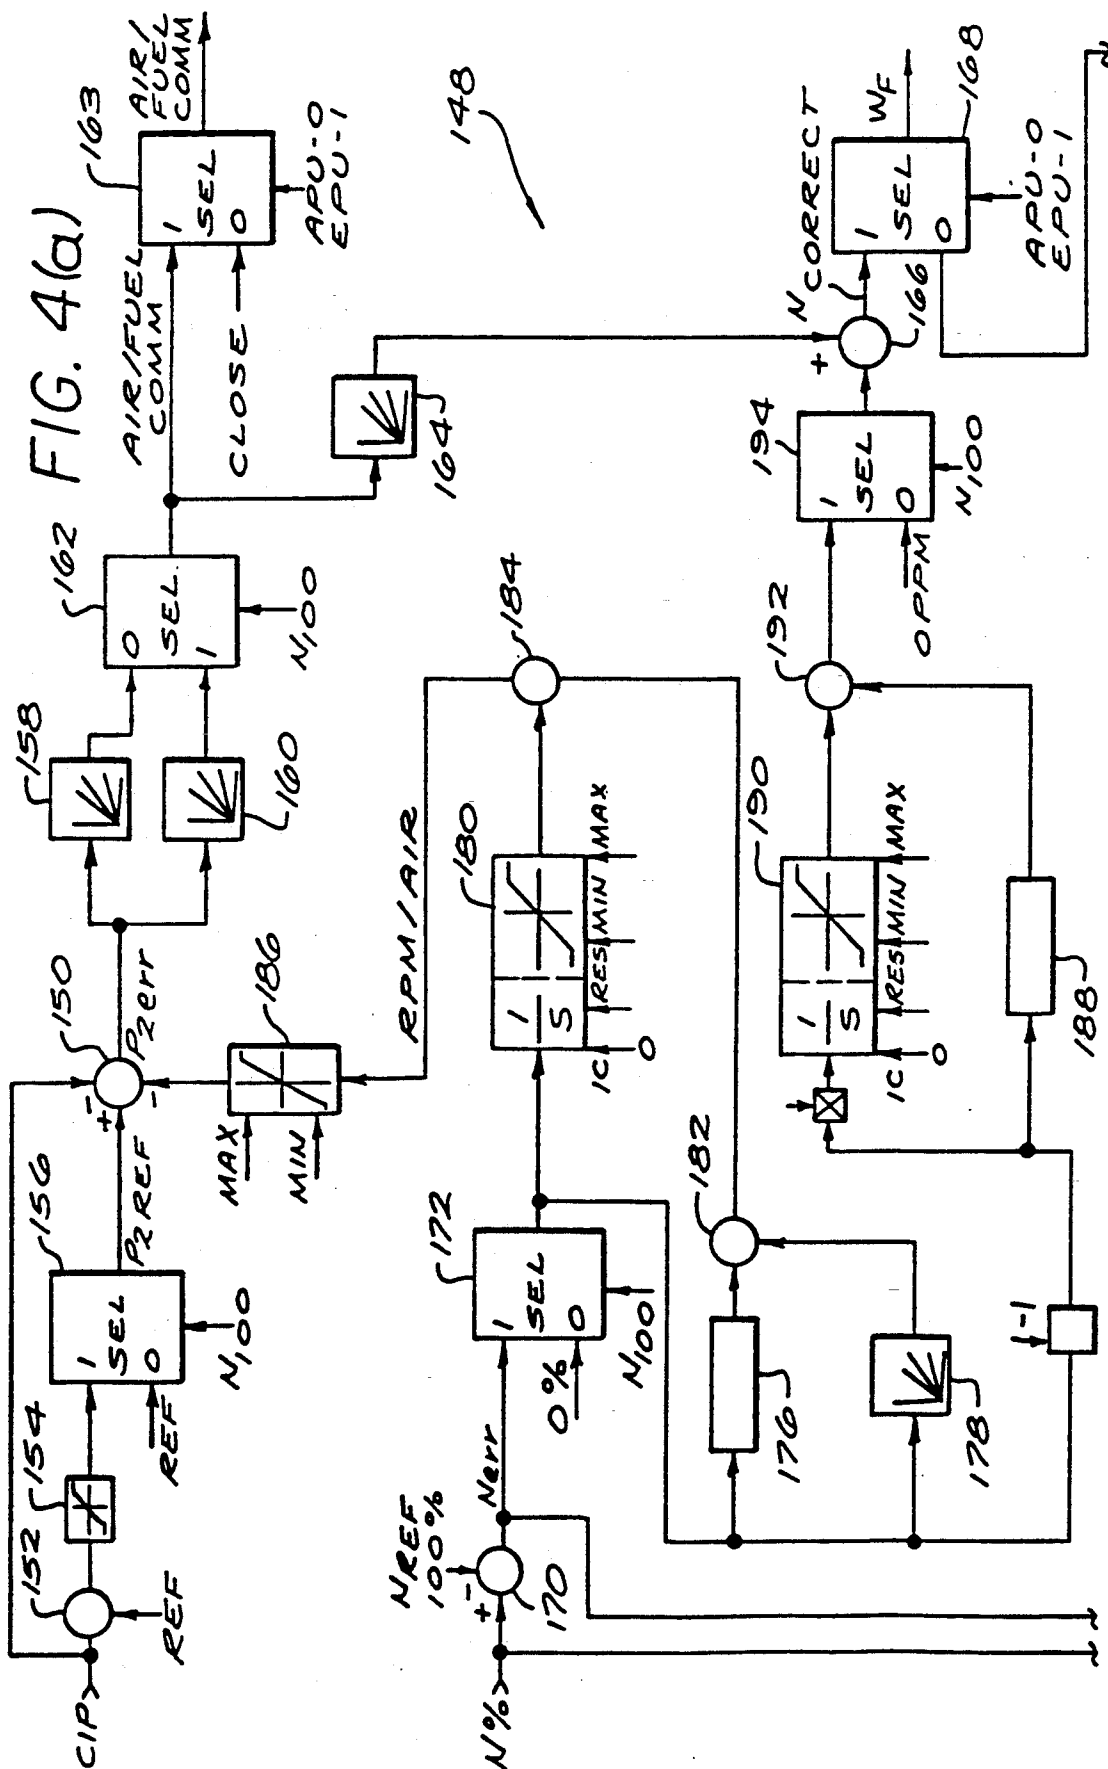 FIG. 4(a)
148
CIP
152
REF
154
REF
1
SEL
0
156
N100
P2REF
+
-
-
150
P2err
MAX
MIN
186
158
160
0
SEL
1
162
N100
AIR/FUEL
COMM
CLOSE
1
SEL
0
163
APU-0
EPU-1
AIR/
FUEL
COMM
164
RPM/AIR
N%
NREF
100%
+
-
170
Nerr
0%
1
SEL
0
172
N100
1
S
180
IC
0
RES
MIN
MAX
184
176
178
182
-1
1
S
190
IC
0
RES
MIN
MAX
188
192
0PPM
1
SEL
0
194
N100
+
166
N CORRECT
1
SEL
0
168
APU-0
EPU-1
WF